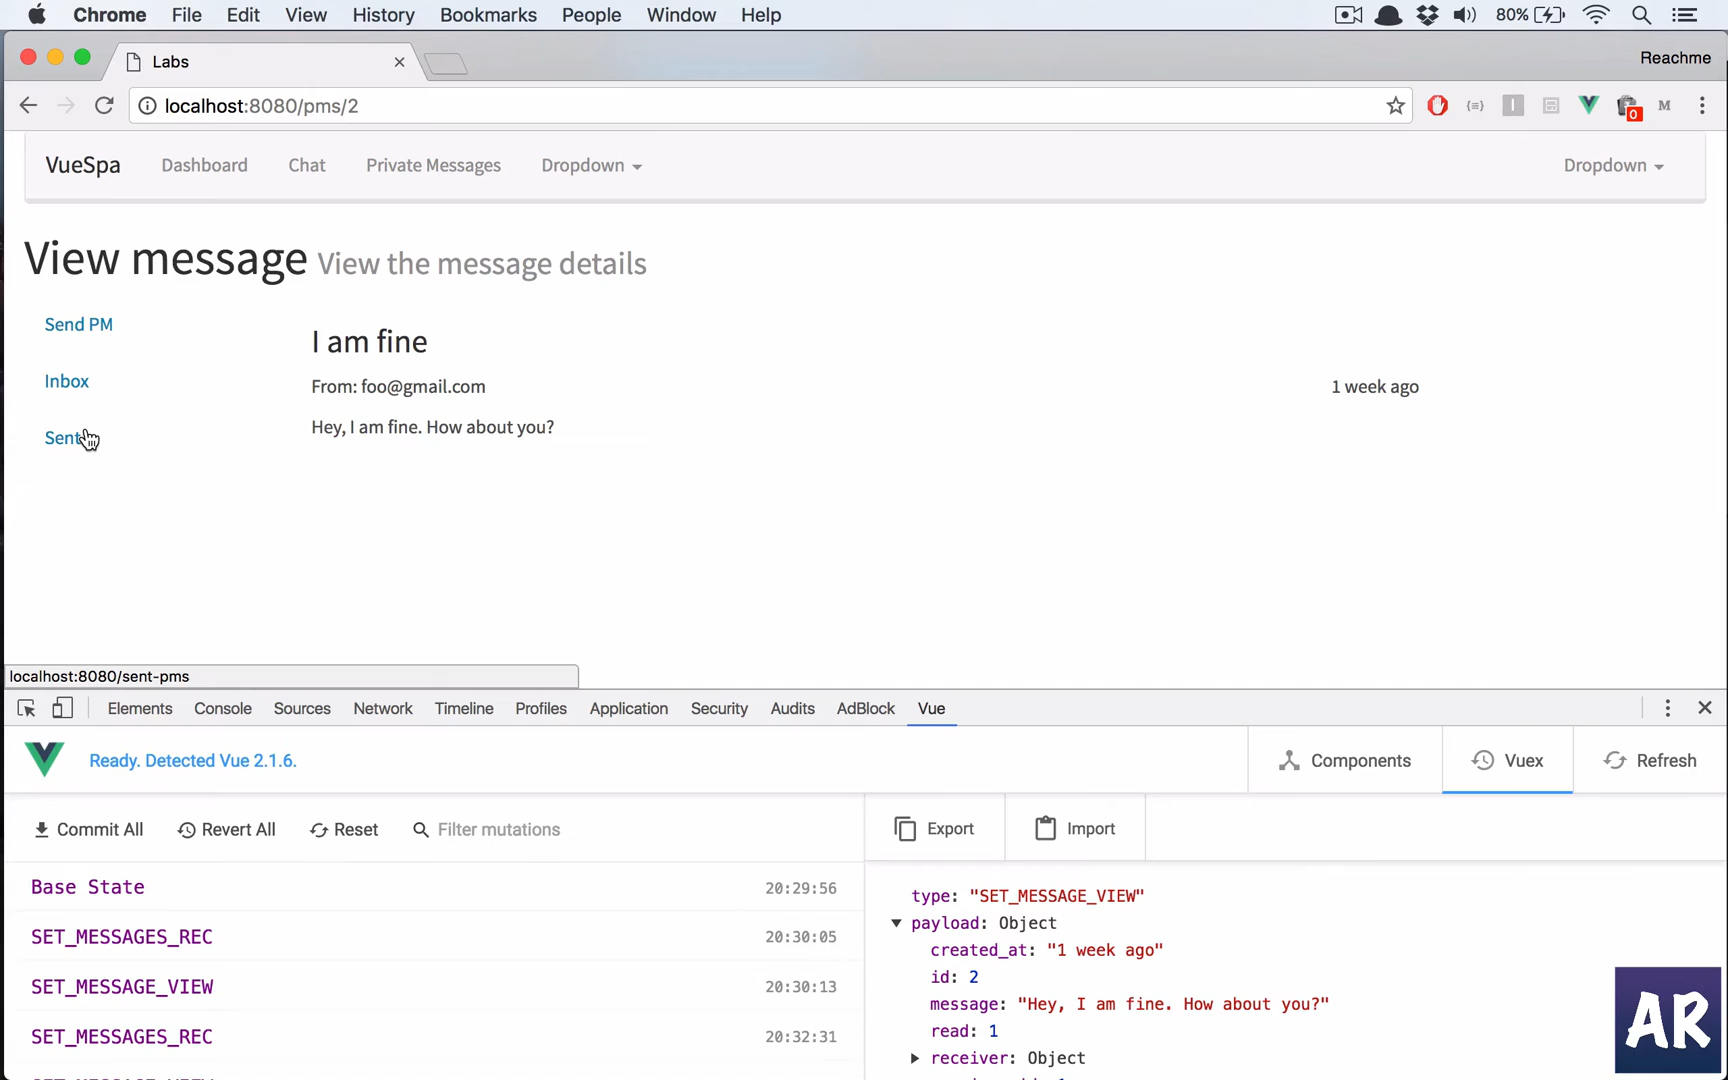 Chrome File Edit View History Bookmarks People Window Help 80%
Labs Reachme
localhost:8080/pms/2 0 M
VueSpa Dashboard Chat Private Messages Dropdown Dropdown
View message View the message details
Send PM
Inbox
Sent
I am fine
From: foo@gmail.com 1 week ago
Hey, I am fine. How about you?
localhost:8080/sent-pms
Elements Console Sources Network Timeline Profiles Application Security Audits AdBlock Vue
Ready. Detected Vue 2.1.6. Components Vuex Refresh
Commit All Revert All Reset Filter mutations Export Import
Base State 20:29:56
SET_MESSAGES_REC 20:30:05
SET_MESSAGE_VIEW 20:30:13
SET_MESSAGES_REC 20:32:31
type: "SET_MESSAGE_VIEW"
payload: Object
created_at: "1 week ago"
id: 2
message: "Hey, I am fine. How about you?"
read: 1
receiver: Object
AR